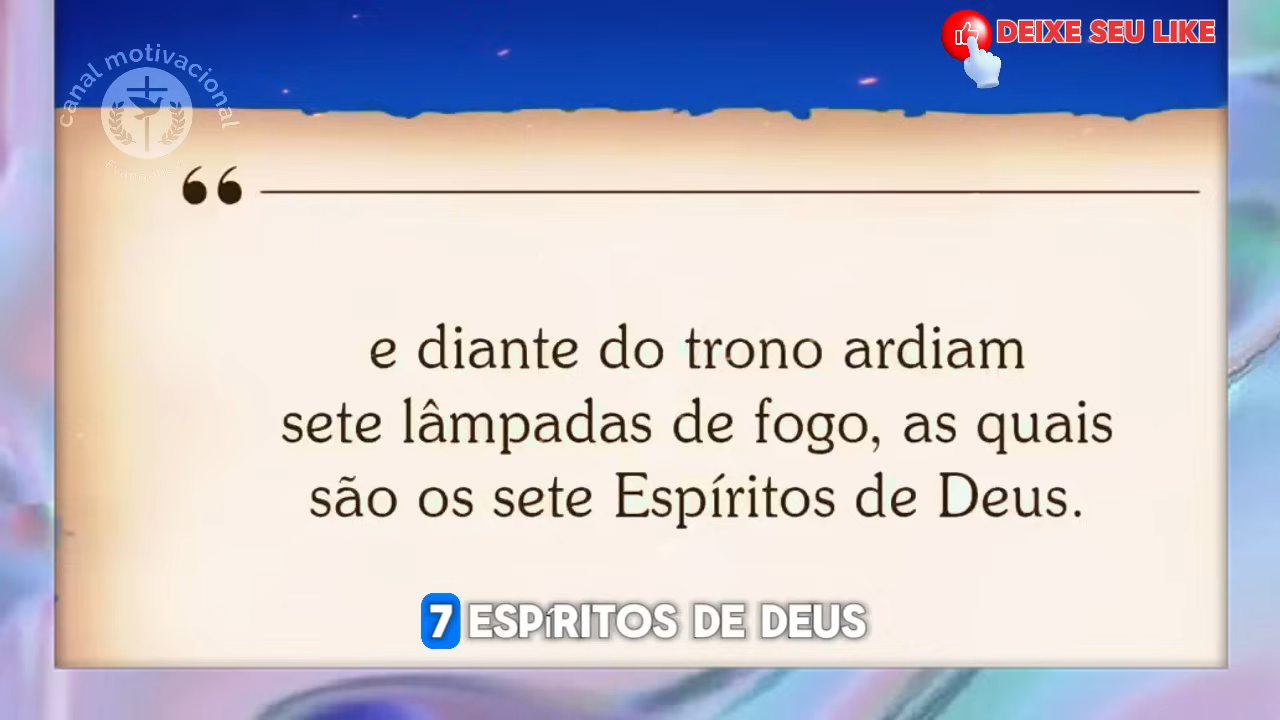 DEIXE SEU LIKE
canal motivacional
e diante do trono ardiam
sete lâmpadas de fogo, as quais
são os sete Espíritos de Deus.
7 ESPÍRITOS DE DEUS